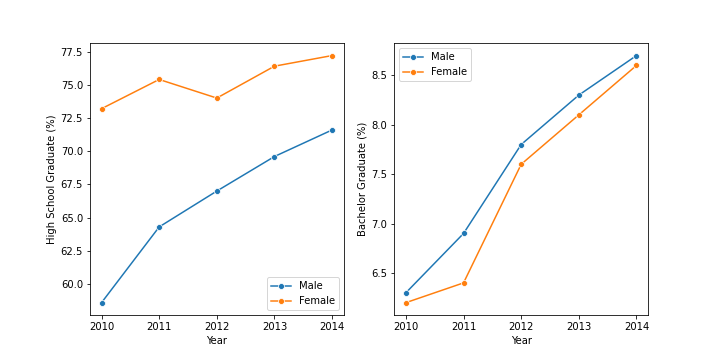 High School Graduate (%)
77.5
75.0
72.5
70.0
67.5
65.0
62.5
60.0
2010 2011 2012 2013 2014
Year
Male
Female
Bachelor Graduate (%)
8.5
8.0
7.5
7.0
6.5
2010 2011 2012 2013 2014
Year
Male
Female